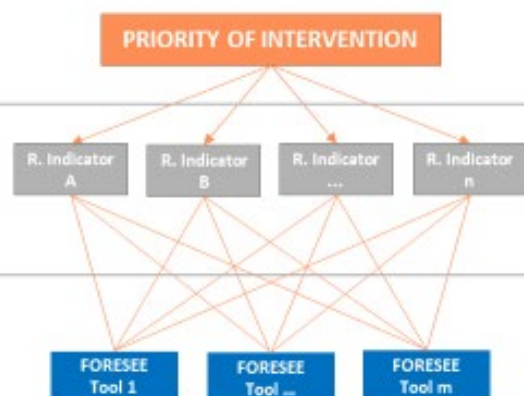 PRIORITY OF INTERVENTION
R. Indicator
A
R. Indicator
B
R. Indicator
...
R. Indicator
n
FORESEE
Tool 1
FORESEE
Tool ...
FORESEE
Tool m